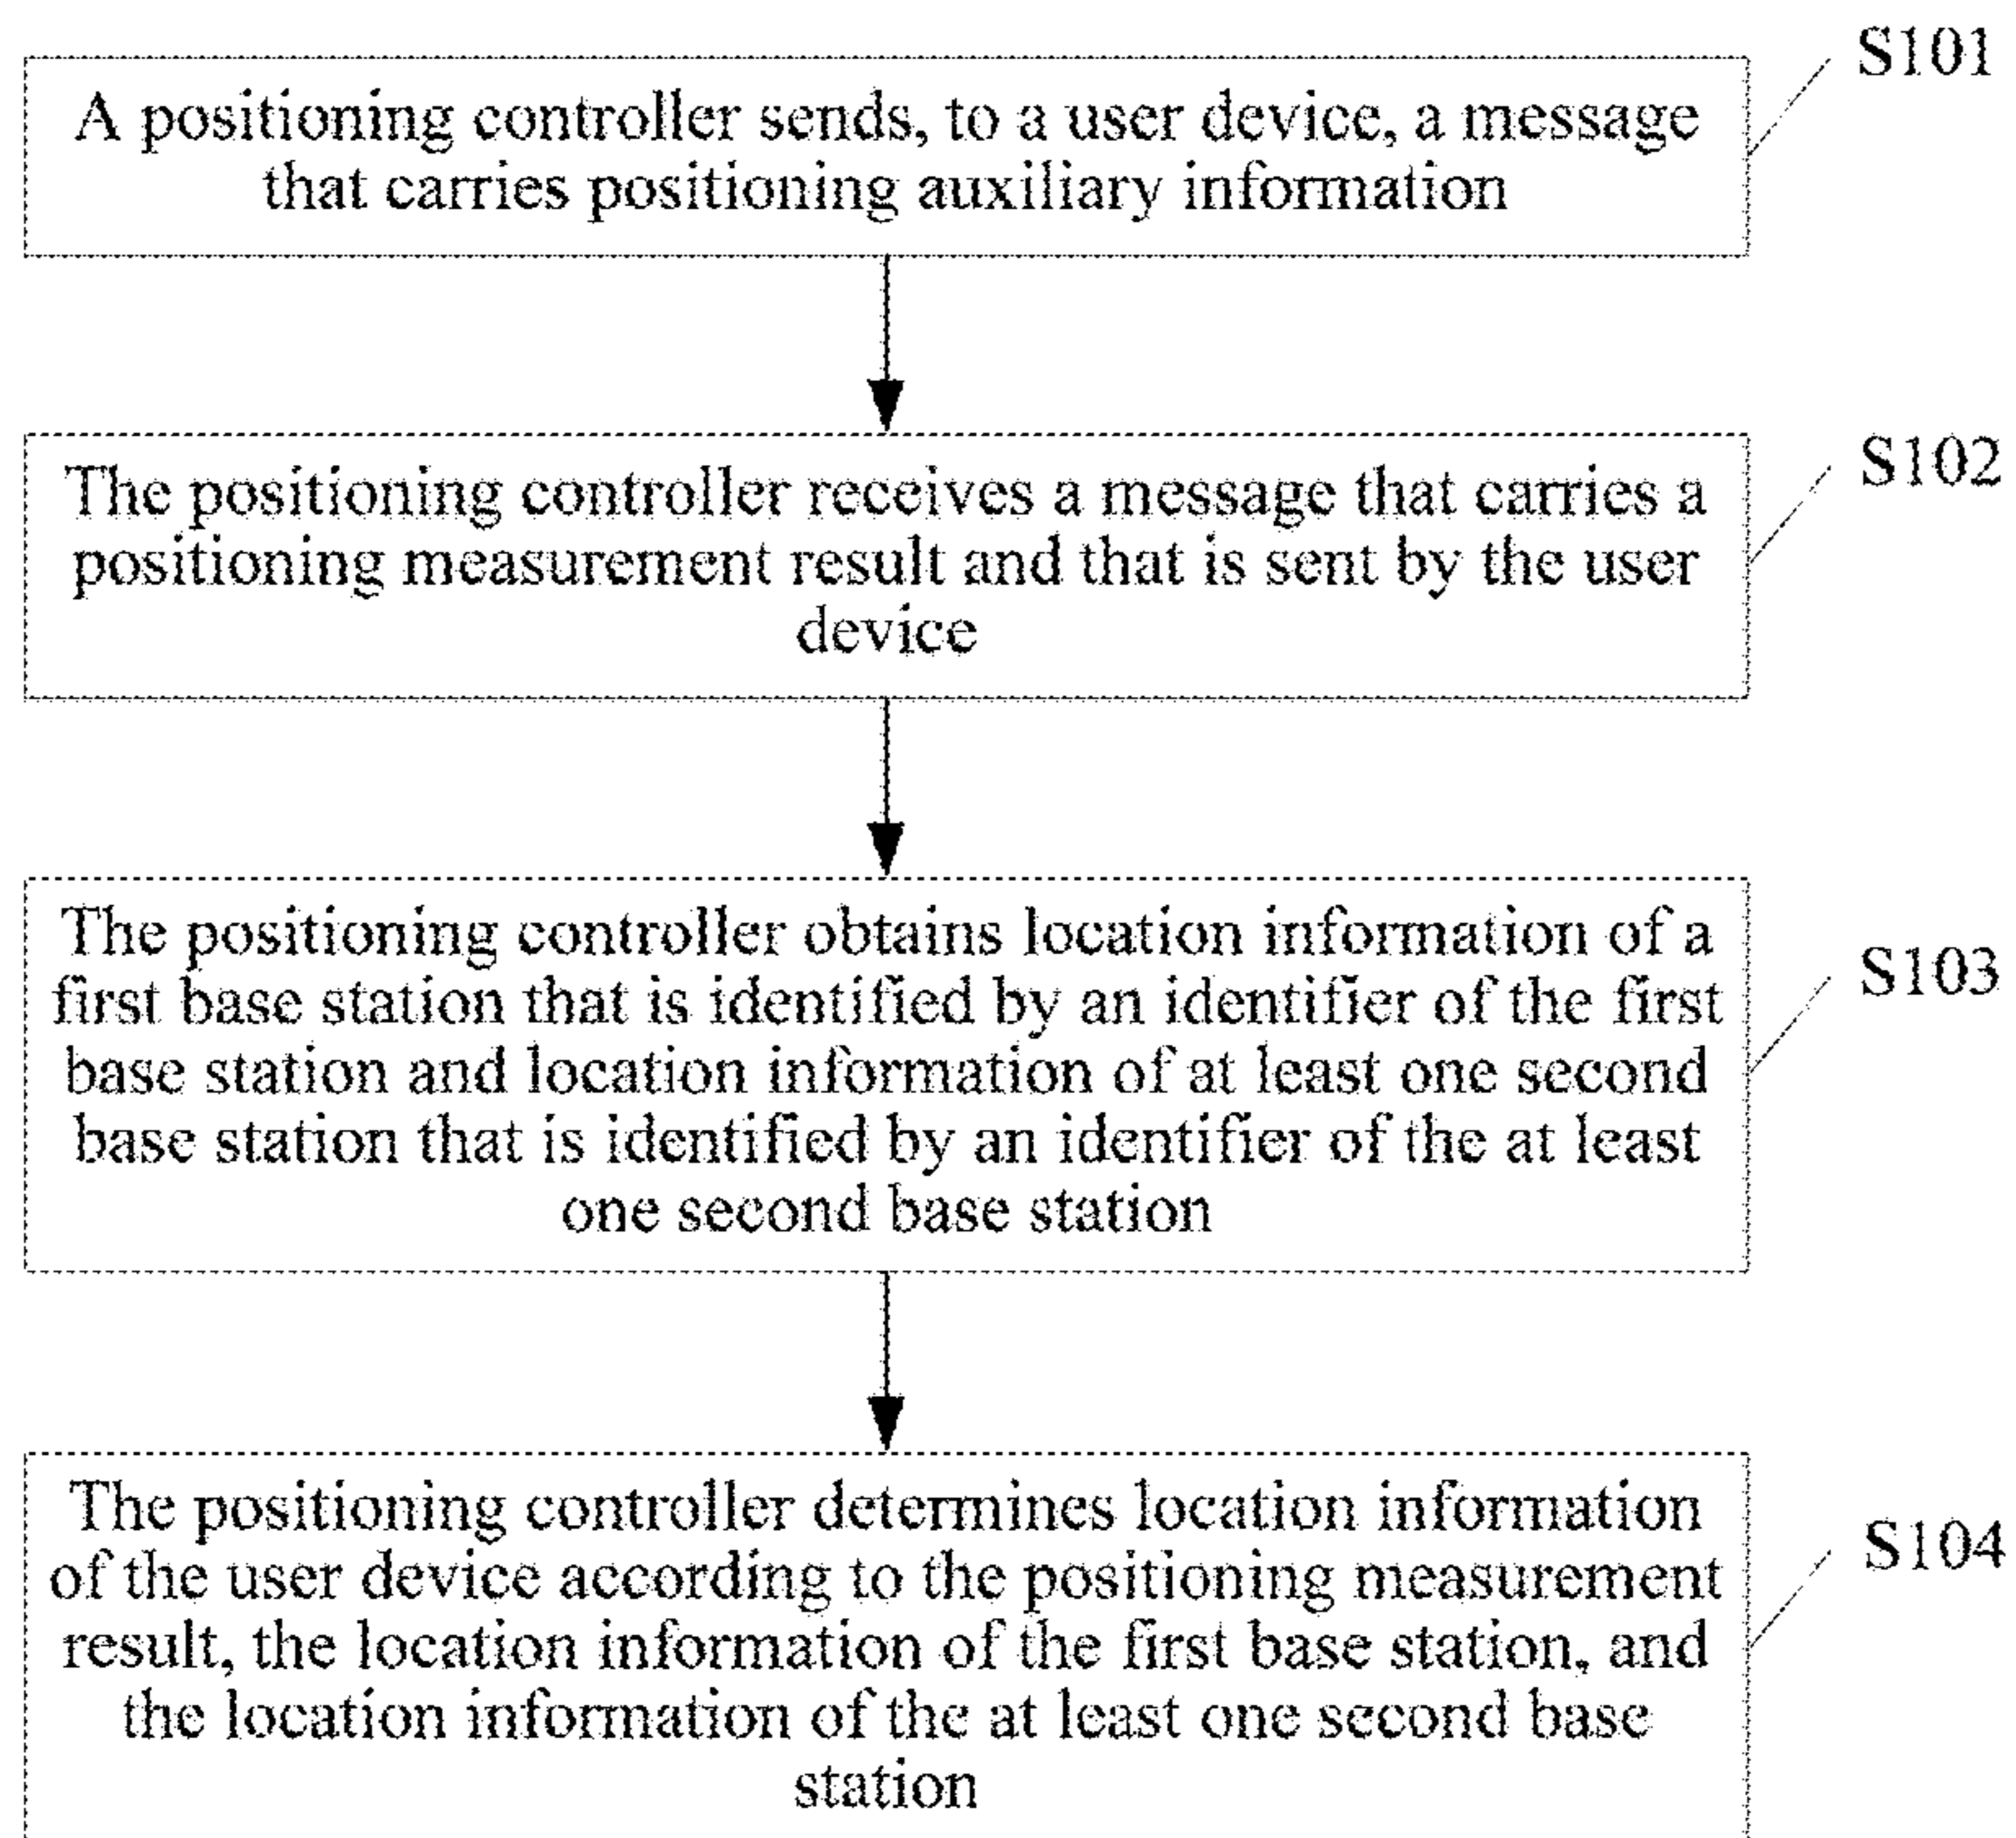 S101
A positioning controller sends, to a user device, a message
that carries positioning auxiliary information
S102
The positioning controller receives a message that carries a
positioning measurement result and that is sent by the user
device
S103
The positioning controller obtains location information of a
first base station that is identified by an identifier of the first
base station and location information of at least one second
base station that is identified by an identifier of the at least
one second base station
S104
The positioning controller determines location information
of the user device according to the positioning measurement
result, the location information of the first base station, and
the location information of the at least one second base
station